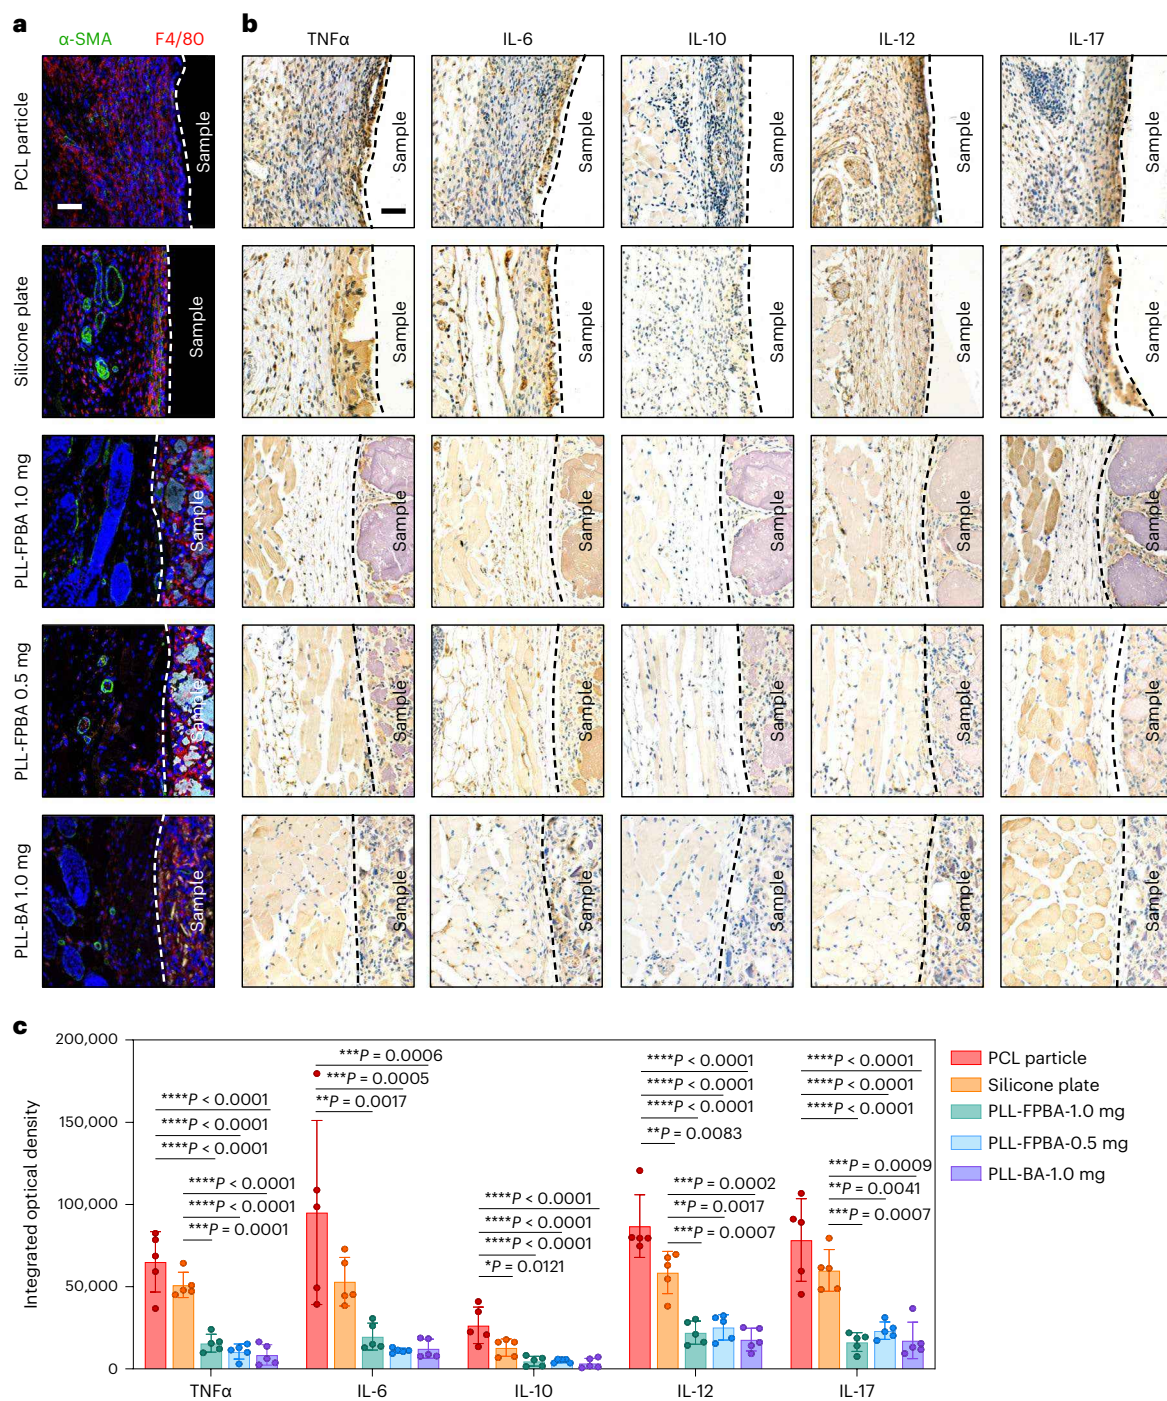 a
b
α-SMA F4/80
TNFα IL-6 IL-10 IL-12 IL-17
PCL particle
Sample Sample Sample Sample Sample Sample
Silicone plate
Sample Sample Sample Sample Sample Sample
PLL-FPBA 1.0 mg
Sample Sample Sample Sample Sample Sample
PLL-FPBA 0.5 mg
Sample Sample Sample Sample Sample Sample
PLL-BA 1.0 mg
Sample Sample Sample Sample Sample Sample
c
Integrated optical density
200,000
150,000
100,000
50,000
0
****P < 0.0001
****P < 0.0001
****P < 0.0001
****P < 0.0001
****P < 0.0001
***P = 0.0001
***P = 0.0006
***P = 0.0005
**P = 0.0017
****P < 0.0001
****P < 0.0001
****P < 0.0001
*P = 0.0121
****P < 0.0001
****P < 0.0001
****P < 0.0001
**P = 0.0083
***P = 0.0002
**P = 0.0017
***P = 0.0007
****P < 0.0001
****P < 0.0001
****P < 0.0001
***P = 0.0009
**P = 0.0041
***P = 0.0007
TNFα IL-6 IL-10 IL-12 IL-17
PCL particle
Silicone plate
PLL-FPBA-1.0 mg
PLL-FPBA-0.5 mg
PLL-BA-1.0 mg